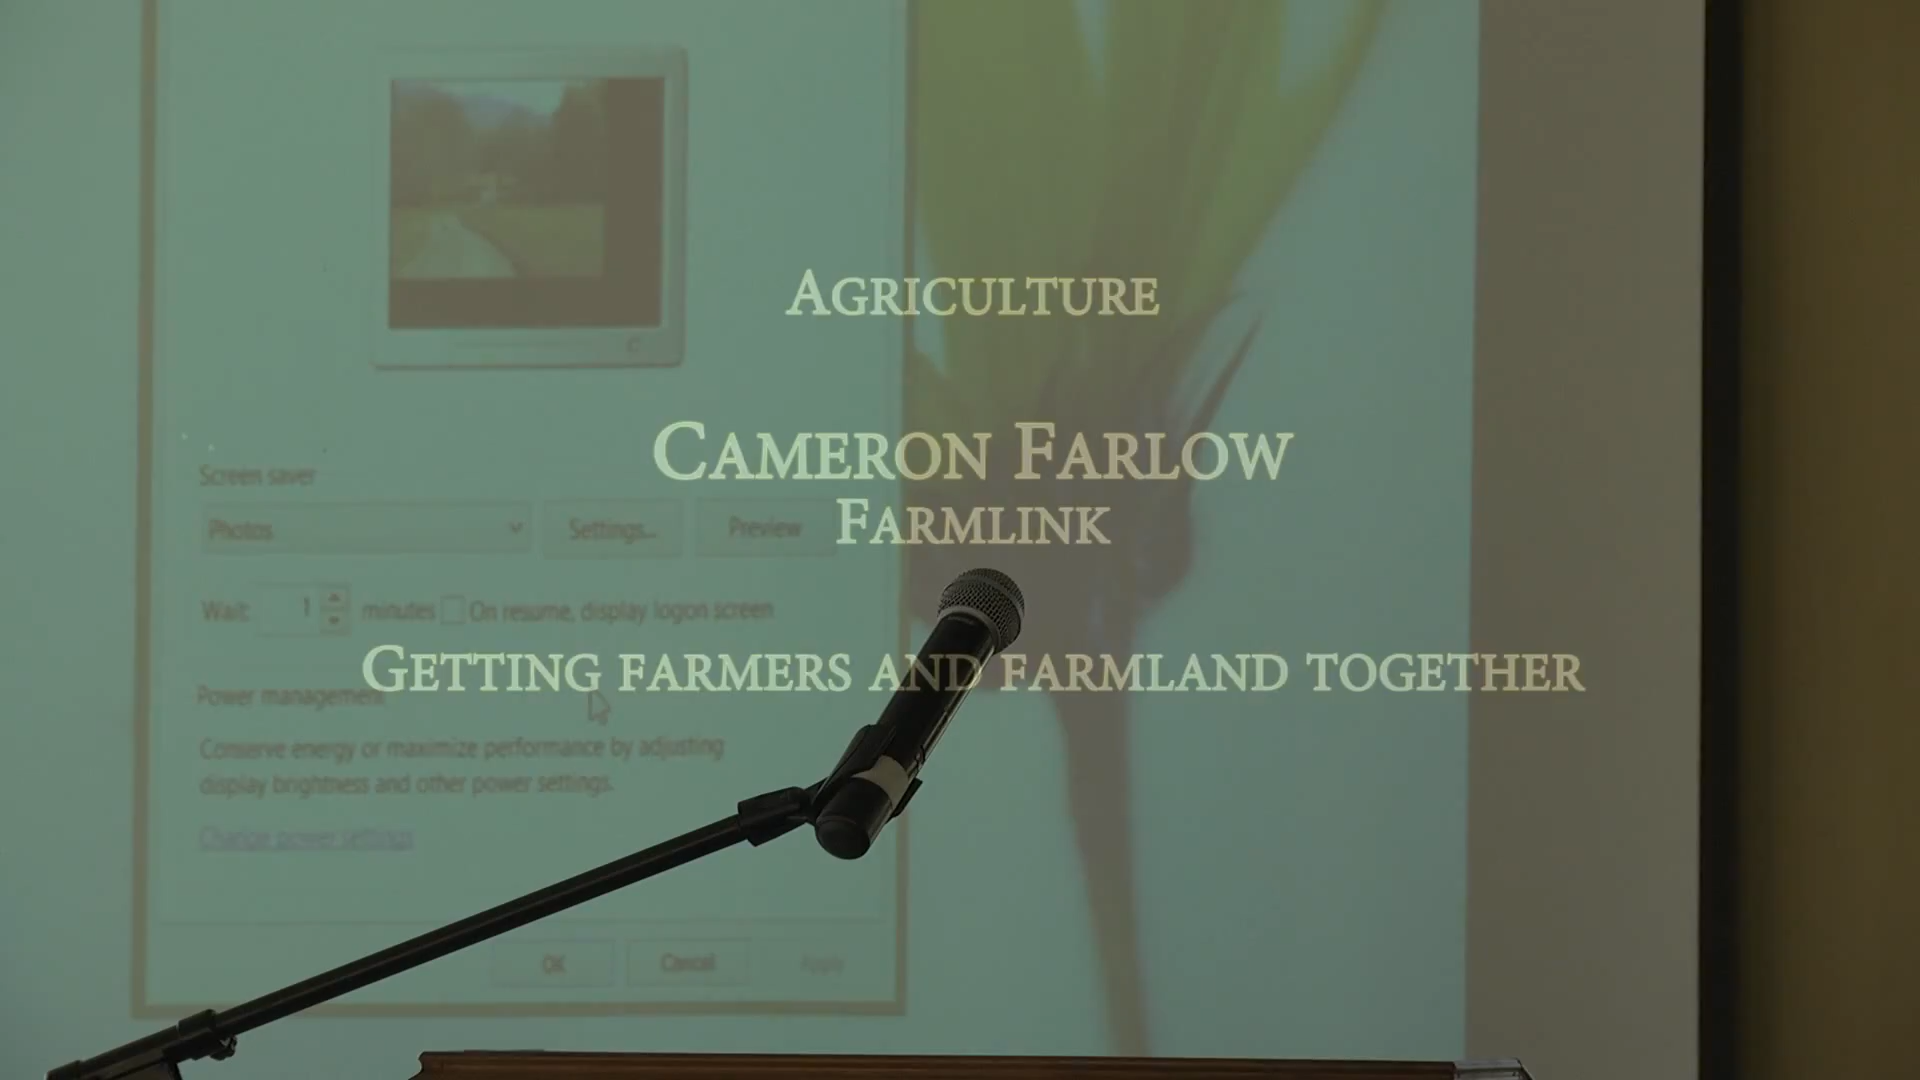 AGRICULTURE
CAMERON FARLOW
FARMLINK
Screen saver
Photos
Settings...
Preview
Wait: 1 minutes On resume, display logon screen
GETTING FARMERS AND FARMLAND TOGETHER
Power management
Conserve energy or maximize performance by adjusting
display brightness and other power settings.
Change power settings
OK
Cancel
Apply